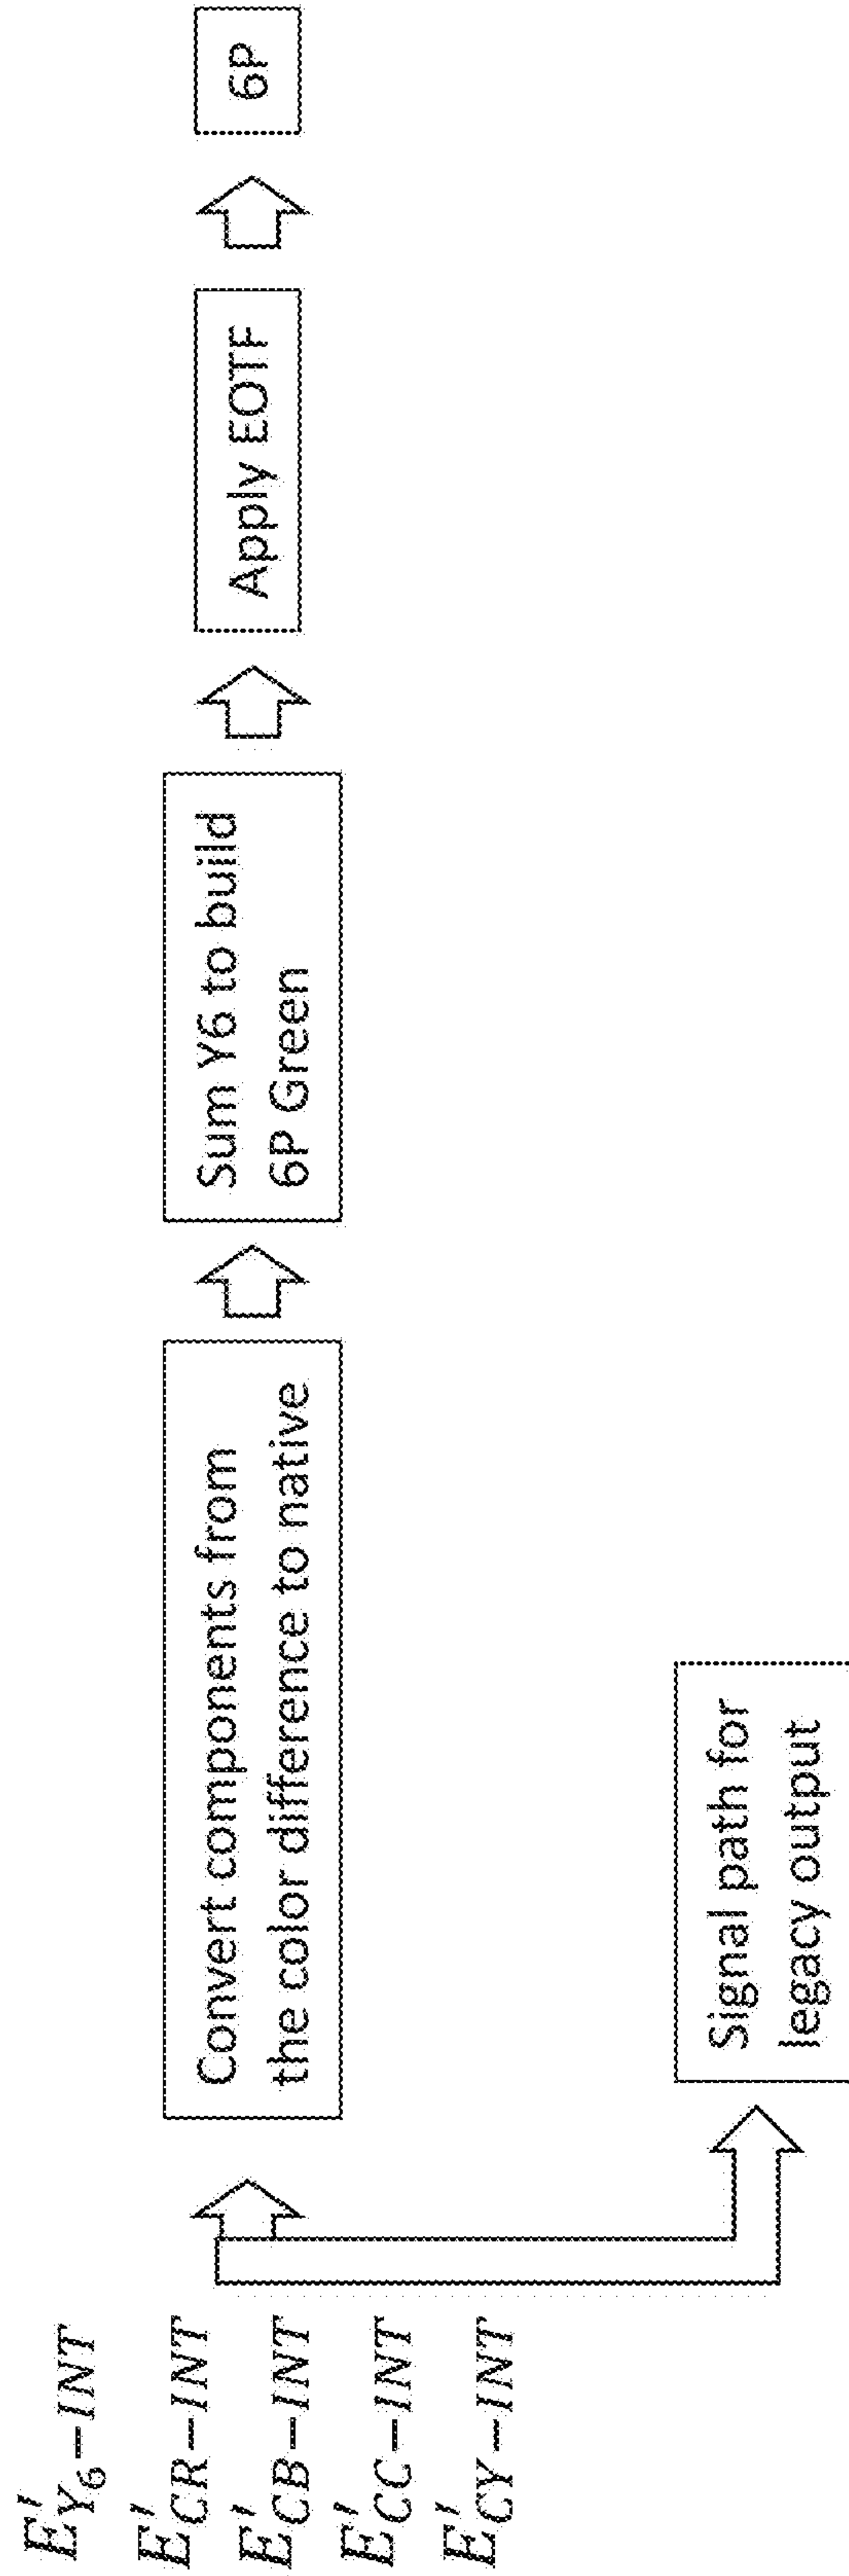 E'Y6−INT
E'CR−INT
E'CB−INT
E'CC−INT
E'CY−INT
Convert components from
the color difference to native
Sum Y6 to build
6P Green
Apply EOTF
6P
Signal path for
legacy output